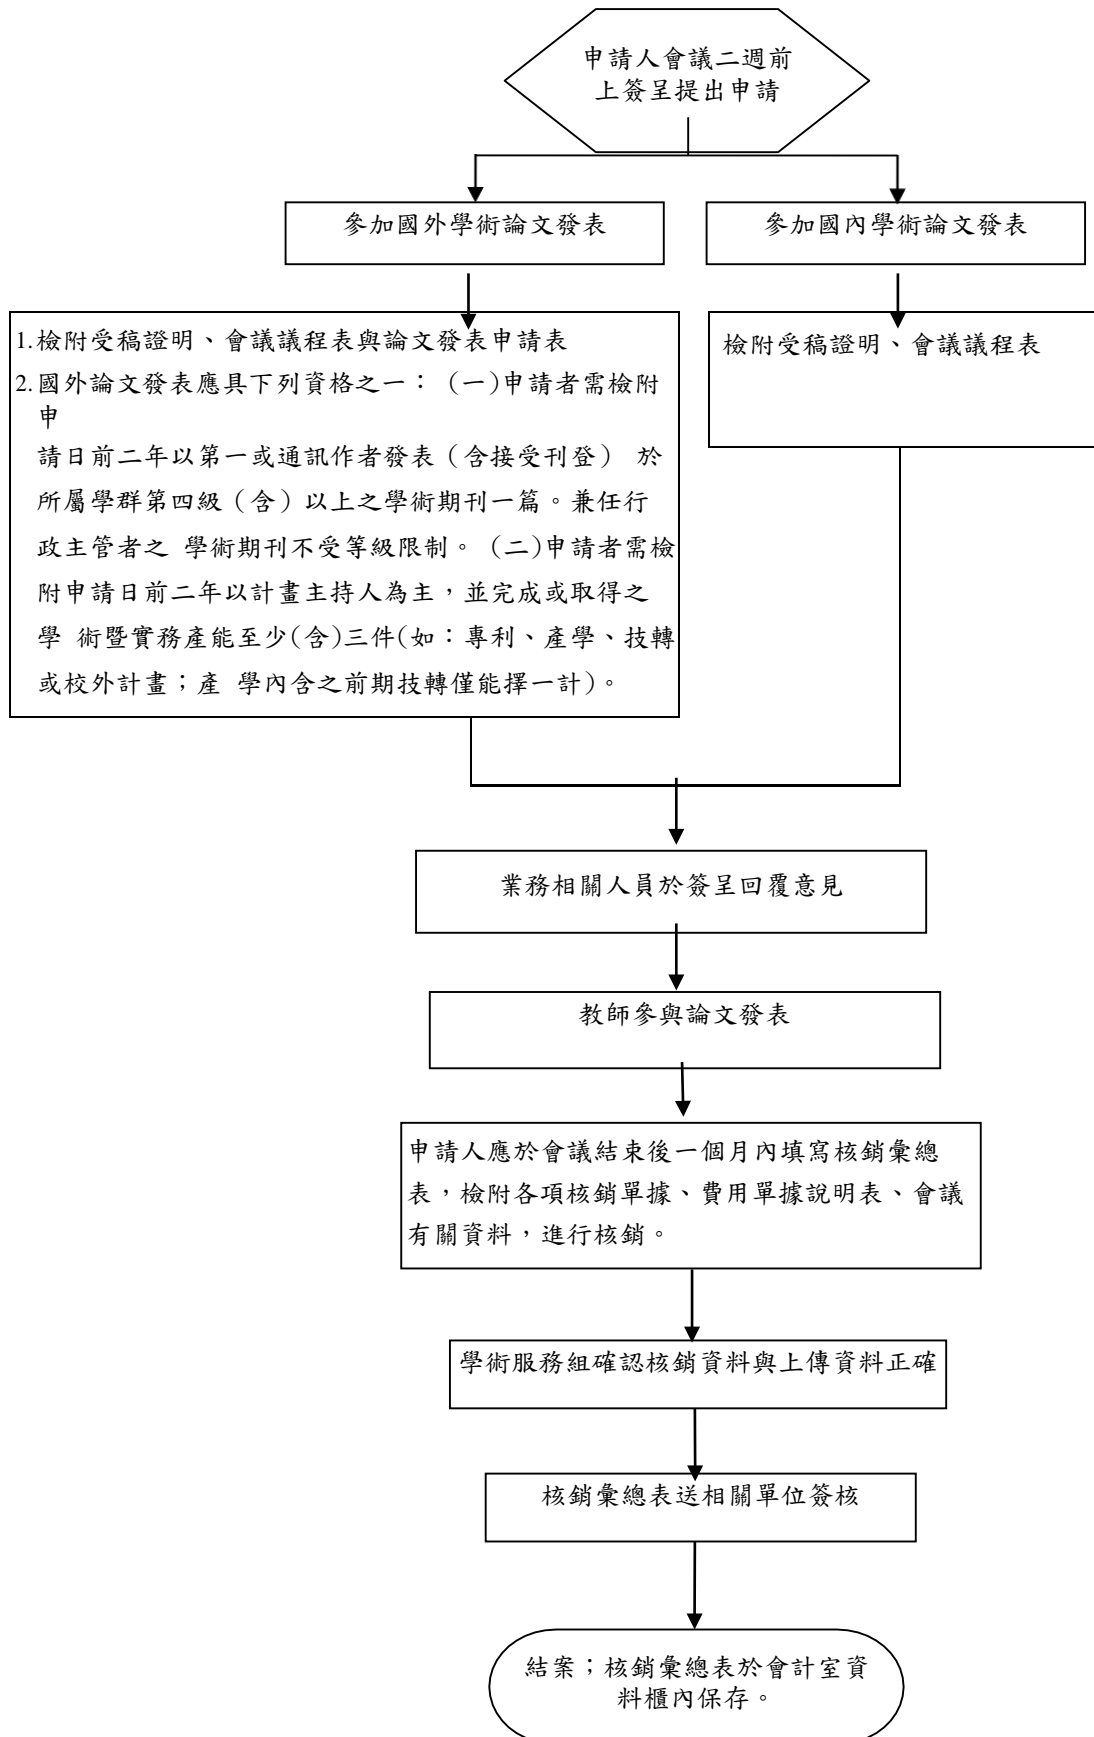 申請人會議二週前
上簽呈提出申請
參加國外學術論文發表
參加國內學術論文發表
1.檢附受稿證明、會議議程表與論文發表申請表
2.國外論文發表應具下列資格之一： (一)申請者需檢附
申
請日前二年以第一或通訊作者發表（含接受刊登） 於
所屬學群第四級（含）以上之學術期刊一篇。兼任行
政主管者之 學術期刊不受等級限制。 (二)申請者需檢
附申請日前二年以計畫主持人為主，並完成或取得之
學 術暨實務產能至少(含)三件(如：專利、產學、技轉
或校外計畫；產 學內含之前期技轉僅能擇一計)。
檢附受稿證明、會議議程表
業務相關人員於簽呈回覆意見
教師參與論文發表
申請人應於會議結束後一個月內填寫核銷彙總
表，檢附各項核銷單據、費用單據說明表、會議
有關資料，進行核銷。
學術服務組確認核銷資料與上傳資料正確
核銷彙總表送相關單位簽核
結案；核銷彙總表於會計室資
料櫃內保存。